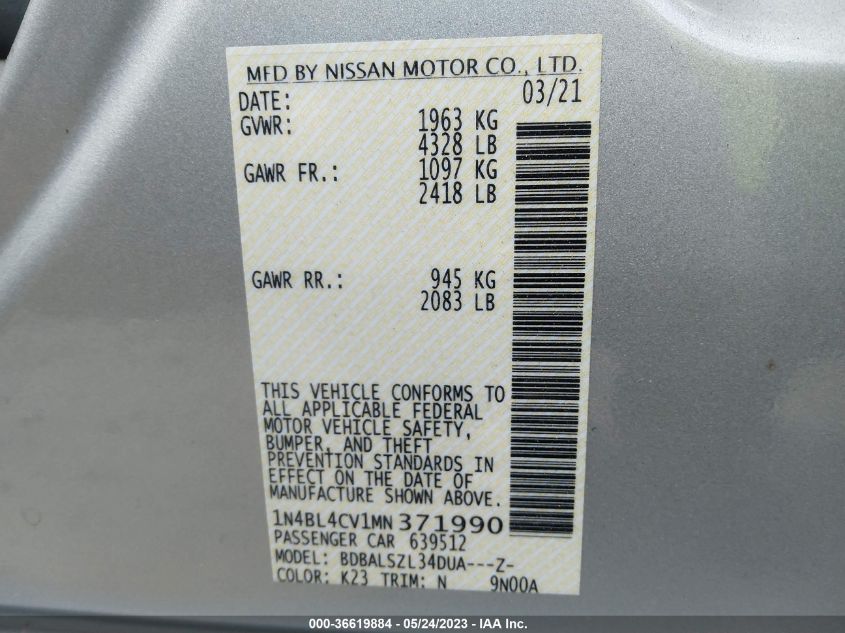 MFD BY NISSAN MOTOR CO., LTD.
DATE: 03/21
GVWR: 1963 KG
4328 LB
GAWR FR.: 1097 KG
2418 LB
GAWR RR.: 945 KG
2083 LB
THIS VEHICLE CONFORMS TO
ALL APPLICABLE FEDERAL
MOTOR VEHICLE SAFETY,
BUMPER, AND THEFT
PREVENTION STANDARDS IN
EFFECT ON THE DATE OF
MANUFACTURE SHOWN ABOVE.
1N4BL4CV1MN 371990
PASSENGER CAR 639512
MODEL: BDBALSZL34DUA---Z-
COLOR: K23 TRIM: N 9N00A
000-36619884 — 05/24/2023 — IAA Inc.